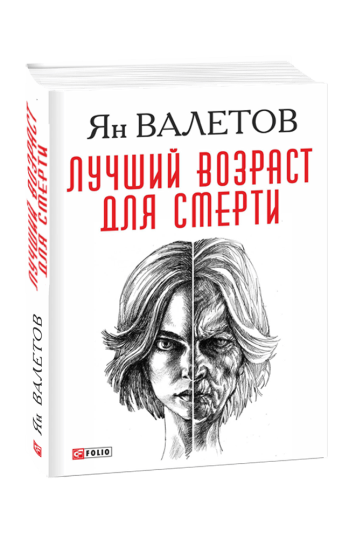 Ян ВАЛЕТОВ
ЛУЧШИЙ ВОЗРАСТ
ДЛЯ СМЕРТИ
FOLIO
Ян ВАЛЕТОВ
ЛУЧШИЙ ВОЗРАСТ
ДЛЯ СМЕРТИ